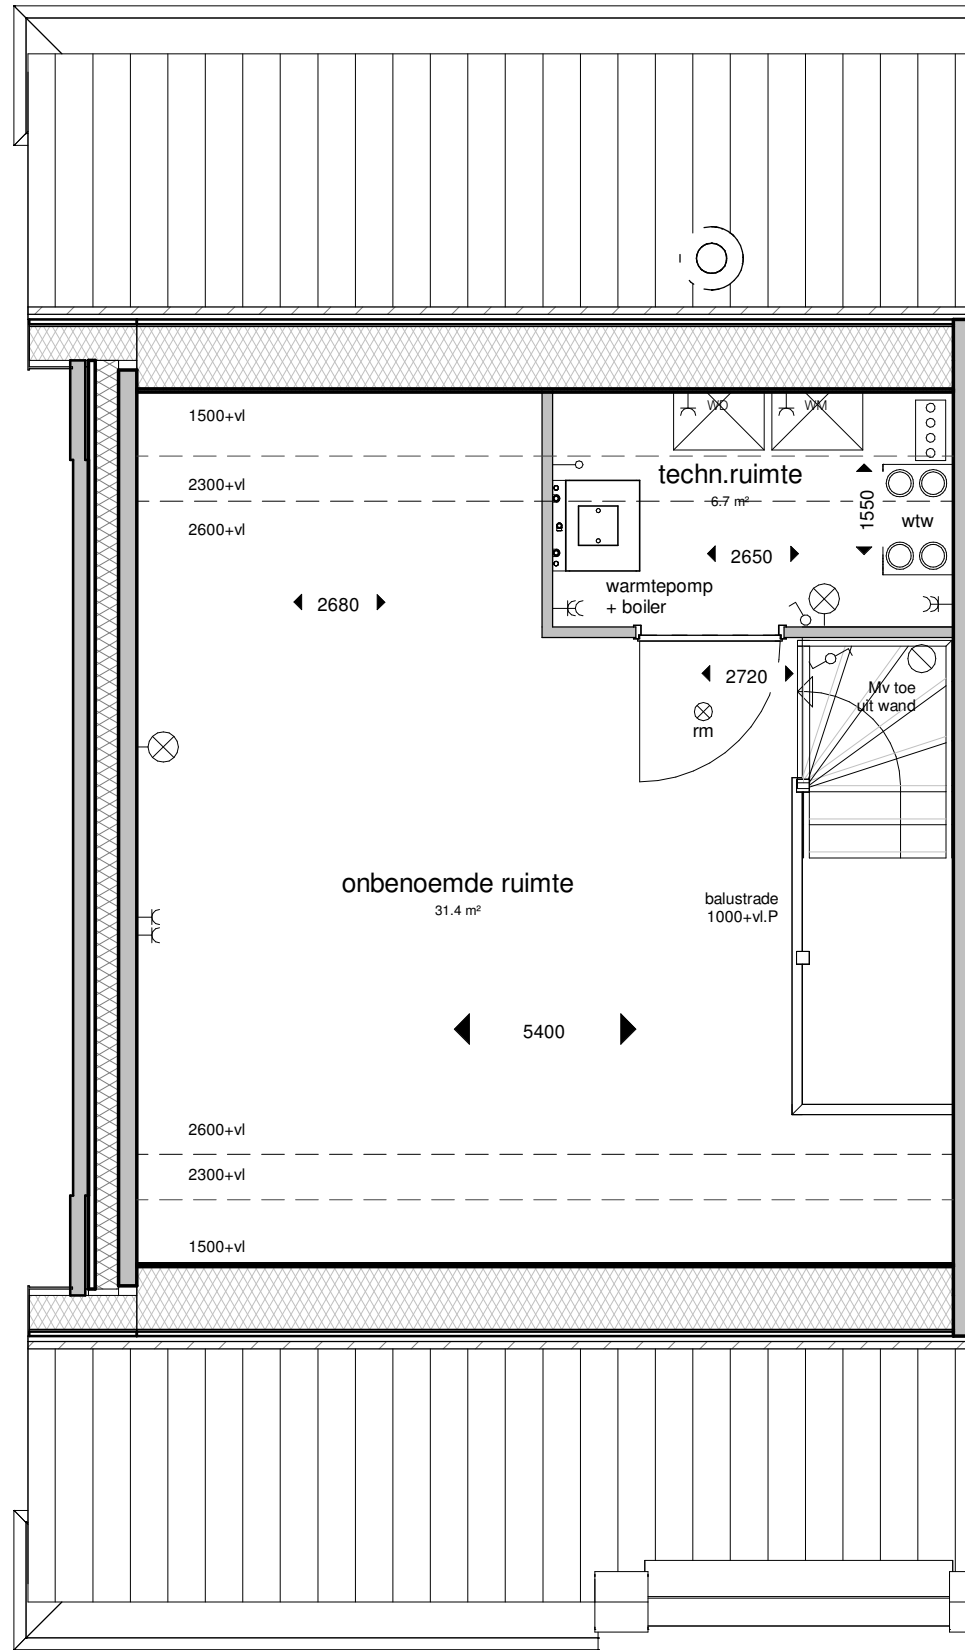 1500+vl
WD
WM
techn.ruimte
6.7 m²
2300+vl
1550
wtw
2600+vl
2650
warmtepomp
+ boiler
2680
2720
Mv toe
uit wand
rm
onbenoemde ruimte
31.4 m²
balustrade
1000+vl.P
5400
2600+vl
2300+vl
1500+vl